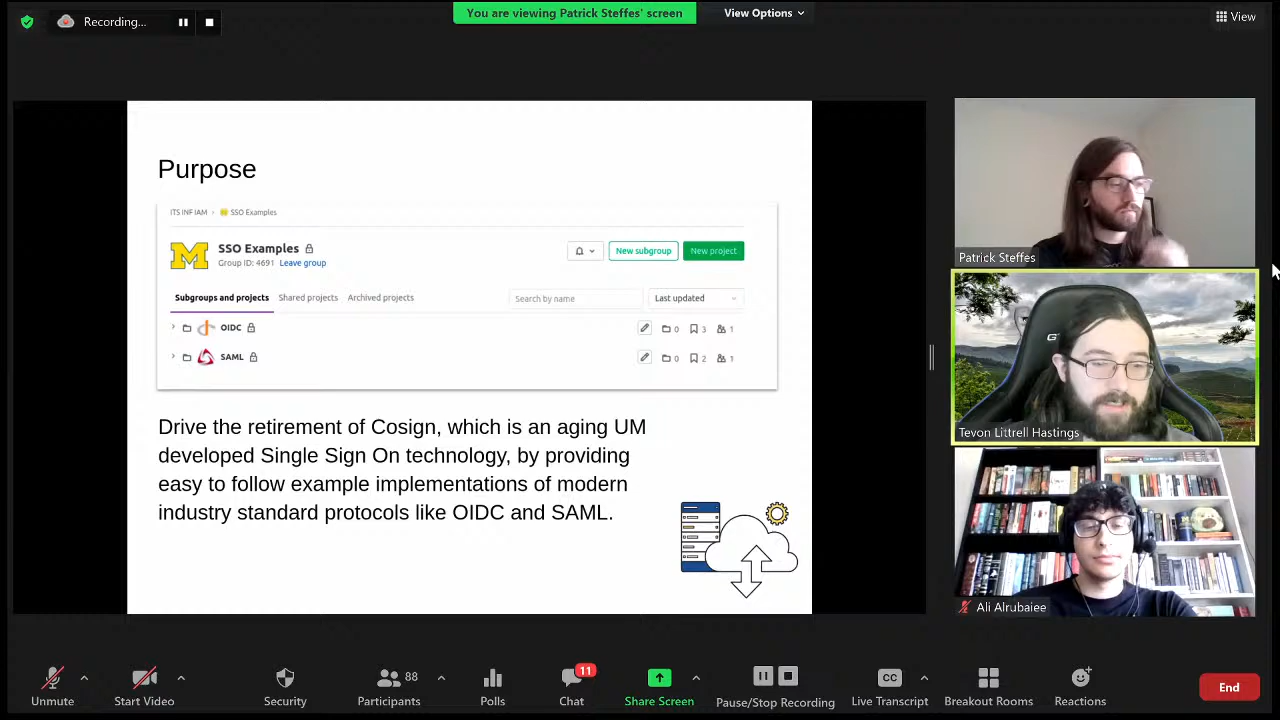 Recording...
You are viewing Patrick Steffes' screen
View Options
View
Purpose
ITS INF IAM › SSO Examples
M
SSO Examples
Group ID: 4691 Leave group
New subgroup
New project
Subgroups and projects Shared projects Archived projects
Search by name
Last updated
OIDC
0 3 1
SAML
0 2 1
Drive the retirement of Cosign, which is an aging UM
developed Single Sign On technology, by providing
easy to follow example implementations of modern
industry standard protocols like OIDC and SAML.
Patrick Steffes
Tevon Littrell Hastings
Ali Alrubaiee
Unmute
Start Video
Security
88
Participants
Polls
11
Chat
Share Screen
Pause/Stop Recording
CC
Live Transcript
Breakout Rooms
Reactions
End